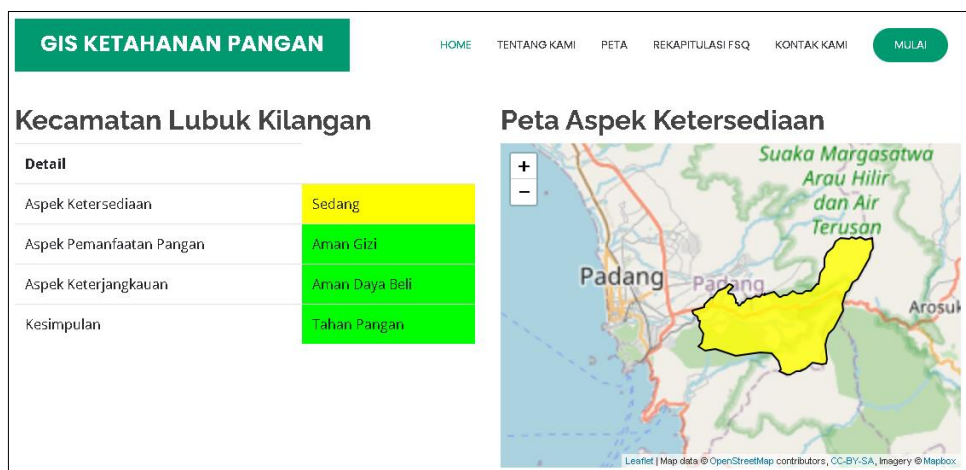 GIS KETAHANAN PANGAN
HOME TENTANG KAMI PETA REKAPITULASI FSQ KONTAK KAMI MULAI
Kecamatan Lubuk Kilangan
Detail
Aspek Ketersediaan Sedang
Aspek Pemanfaatan Pangan Aman Gizi
Aspek Keterjangkauan Aman Daya Beli
Kesimpulan Tahan Pangan
Peta Aspek Ketersediaan
+
−
Suaka Margasatwa
Arau Hilir
dan Air
Terusan
Padang
Padang
Arosuk
Leaflet | Map data © OpenStreetMap contributors, CC-BY-SA, Imagery © Mapbox